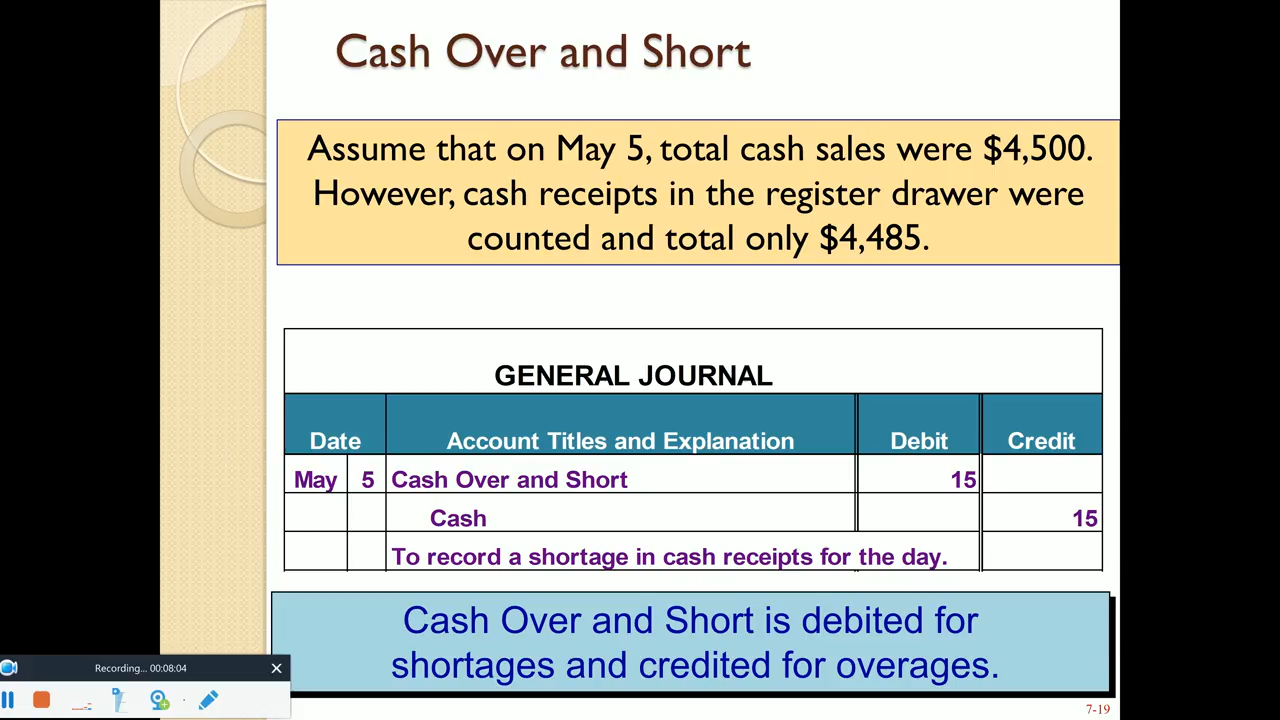 Cash Over and Short
Assume that on May 5, total cash sales were $4,500.
However, cash receipts in the register drawer were
counted and total only $4,485.
GENERAL JOURNAL
Date Account Titles and Explanation Debit Credit
May 5 Cash Over and Short 15
Cash 15
To record a shortage in cash receipts for the day.
Cash Over and Short is debited for
shortages and credited for overages.
Recording... 00:08:04
7-19